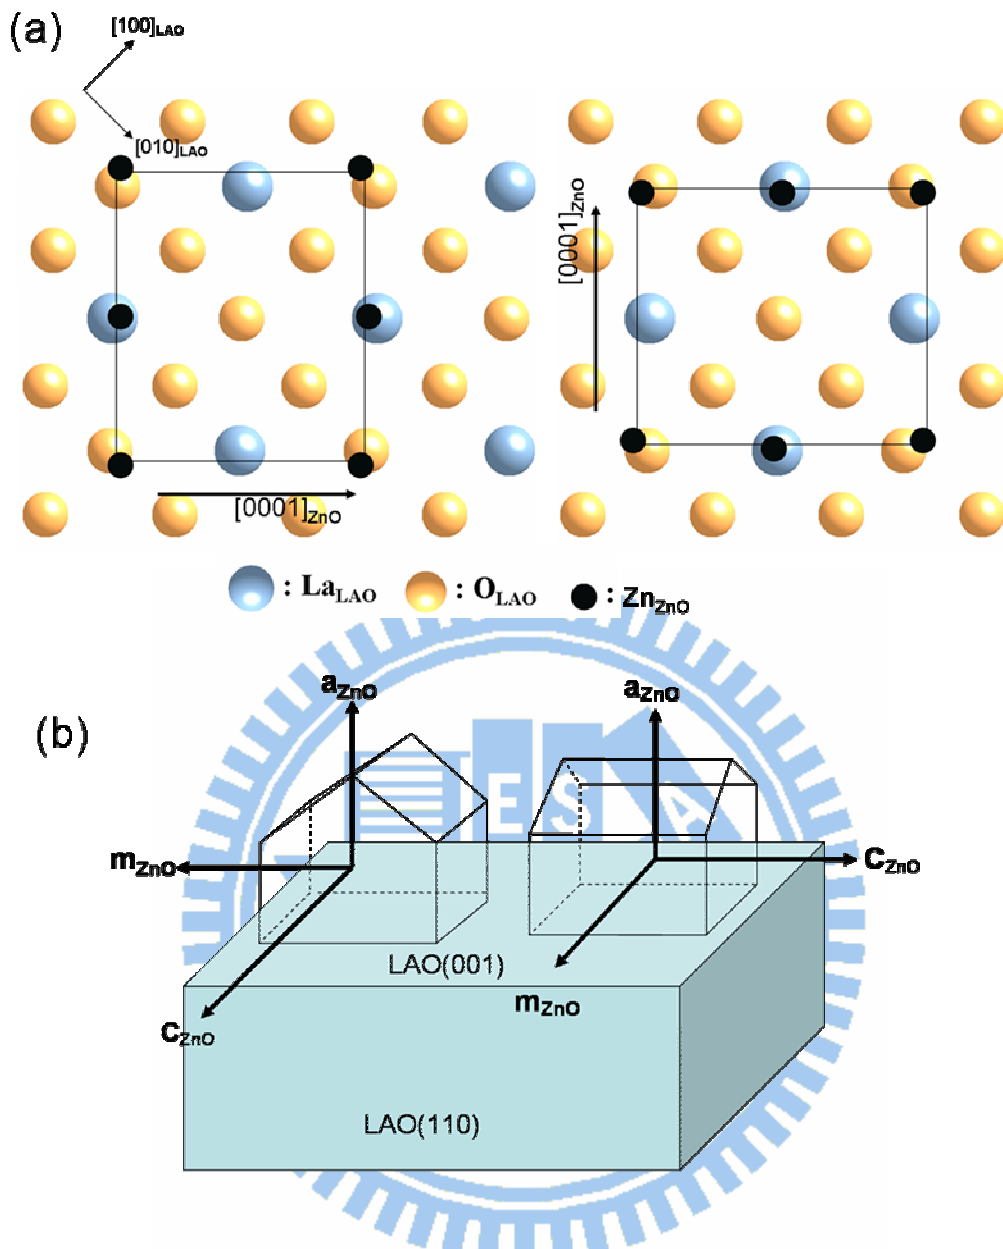 (a)
[100]LAO
[010]LAO
[0001]ZnO
[0001]ZnO
: LaLAO : OLAO : ZnZnO
(b)
aZnO
aZnO
E S A
mZnO
cZnO
LAO(001)
mZnO
cZnO
LAO(110)